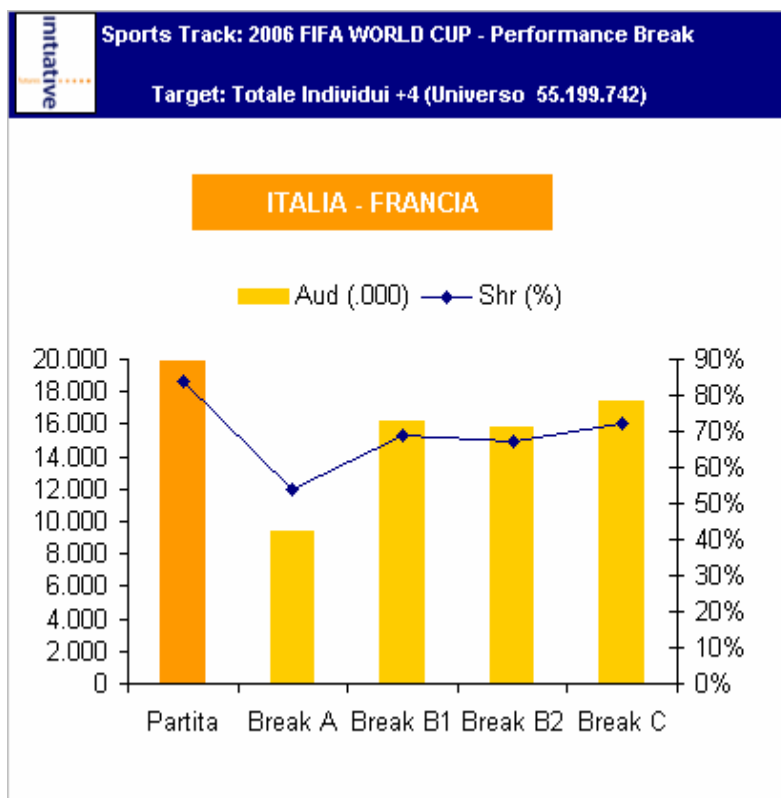 initiative
Sports Track: 2006 FIFA WORLD CUP - Performance Break
Target: Totale Individui +4 (Universo 55.199.742)
ITALIA - FRANCIA
Aud (.000) Shr (%)
20.000 90%
18.000 80%
16.000 70%
14.000 60%
12.000 50%
10.000 40%
8.000 30%
6.000 20%
4.000 10%
2.000 0%
0
Partita Break A Break B1 Break B2 Break C